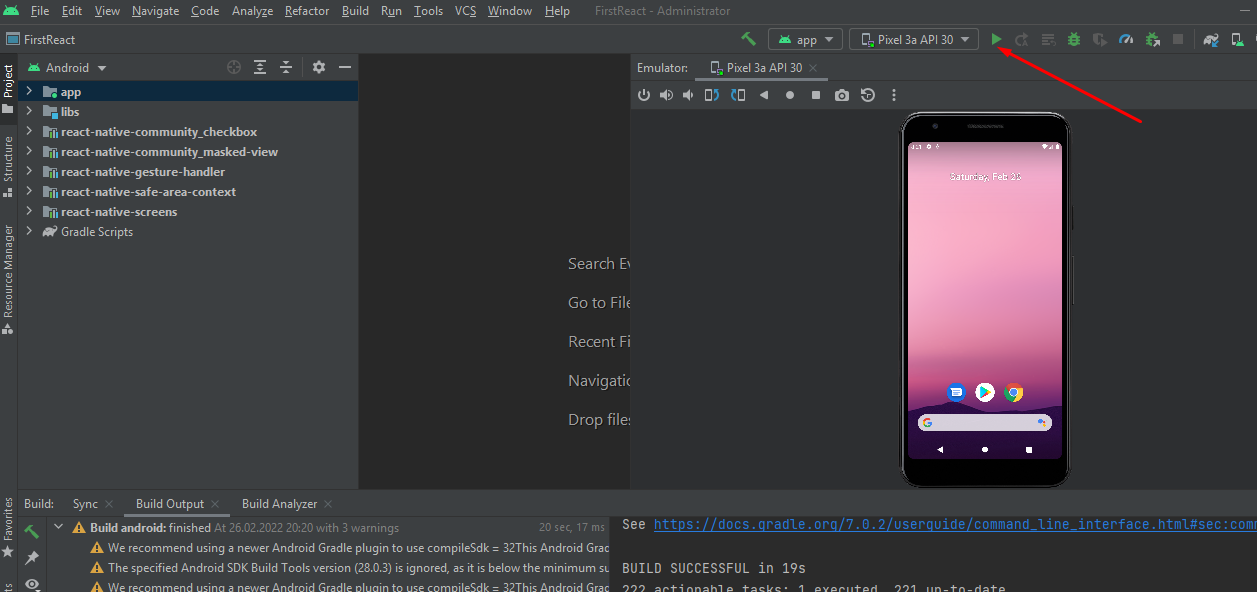 File Edit View Navigate Code Analyze Refactor Build Run Tools VCS Window Help FirstReact - Administrator
FirstReact app Pixel 3a API 30
Project
Android
Emulator: Pixel 3a API 30
app
libs
react-native-community_checkbox
react-native-community_masked-view
react-native-gesture-handler
react-native-safe-area-context
react-native-screens
Gradle Scripts
Structure
Resource Manager
Favorites
Search Ev
Go to File
Recent Fi
Navigatio
Drop files
Saturday, Feb 26
Build: Sync Build Output Build Analyzer
Build android: finished At 26.02.2022 20:20 with 3 warnings 20 sec, 17 ms
We recommend using a newer Android Gradle plugin to use compileSdk = 32This Android Grad
The specified Android SDK Build Tools version (28.0.3) is ignored, as it is below the minimum su
We recommend using a newer Android Gradle plugin to use compileSdk = 32This Android Grad
See https://docs.gradle.org/7.0.2/userguide/command_line_interface.html#sec:com
BUILD SUCCESSFUL in 19s
222 actionable tasks: 1 executed, 221 up-to-date